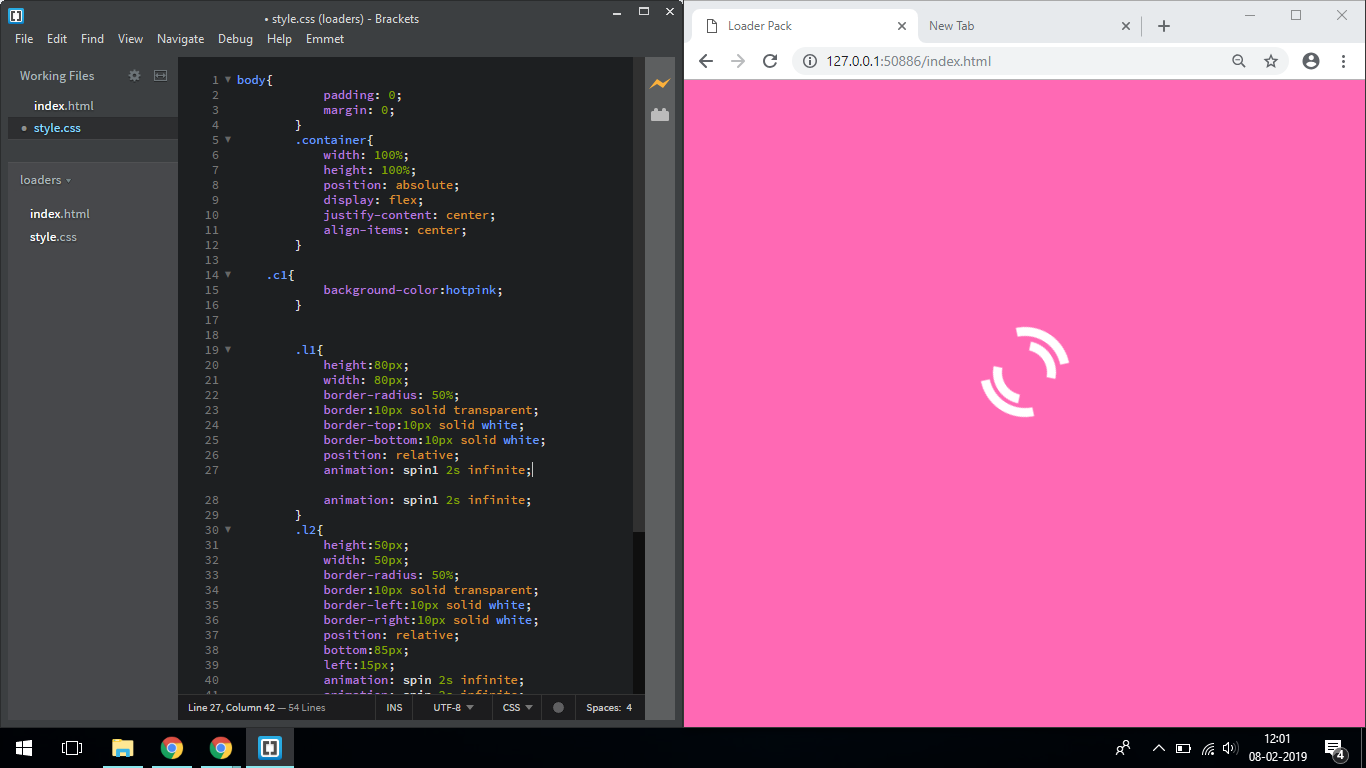 • style.css (loaders) - Brackets
File Edit Find View Navigate Debug Help Emmet
Working Files
index.html
• style.css
loaders
index.html
style.css
1 body{
2 padding: 0;
3 margin: 0;
4 }
5 .container{
6 width: 100%;
7 height: 100%;
8 position: absolute;
9 display: flex;
10 justify-content: center;
11 align-items: center;
12 }
13
14 .c1{
15 background-color:hotpink;
16 }
17
18
19 .l1{
20 height:80px;
21 width: 80px;
22 border-radius: 50%;
23 border:10px solid transparent;
24 border-top:10px solid white;
25 border-bottom:10px solid white;
26 position: relative;
27 animation: spin1 2s infinite;
28 animation: spin1 2s infinite;
29 }
30 .l2{
31 height:50px;
32 width: 50px;
33 border-radius: 50%;
34 border:10px solid transparent;
35 border-left:10px solid white;
36 border-right:10px solid white;
37 position: relative;
38 bottom:85px;
39 left:15px;
40 animation: spin 2s infinite;
Line 27, Column 42 — 54 Lines INS UTF-8 CSS Spaces: 4
Loader Pack New Tab
127.0.0.1:50886/index.html
12:01
08-02-2019
4